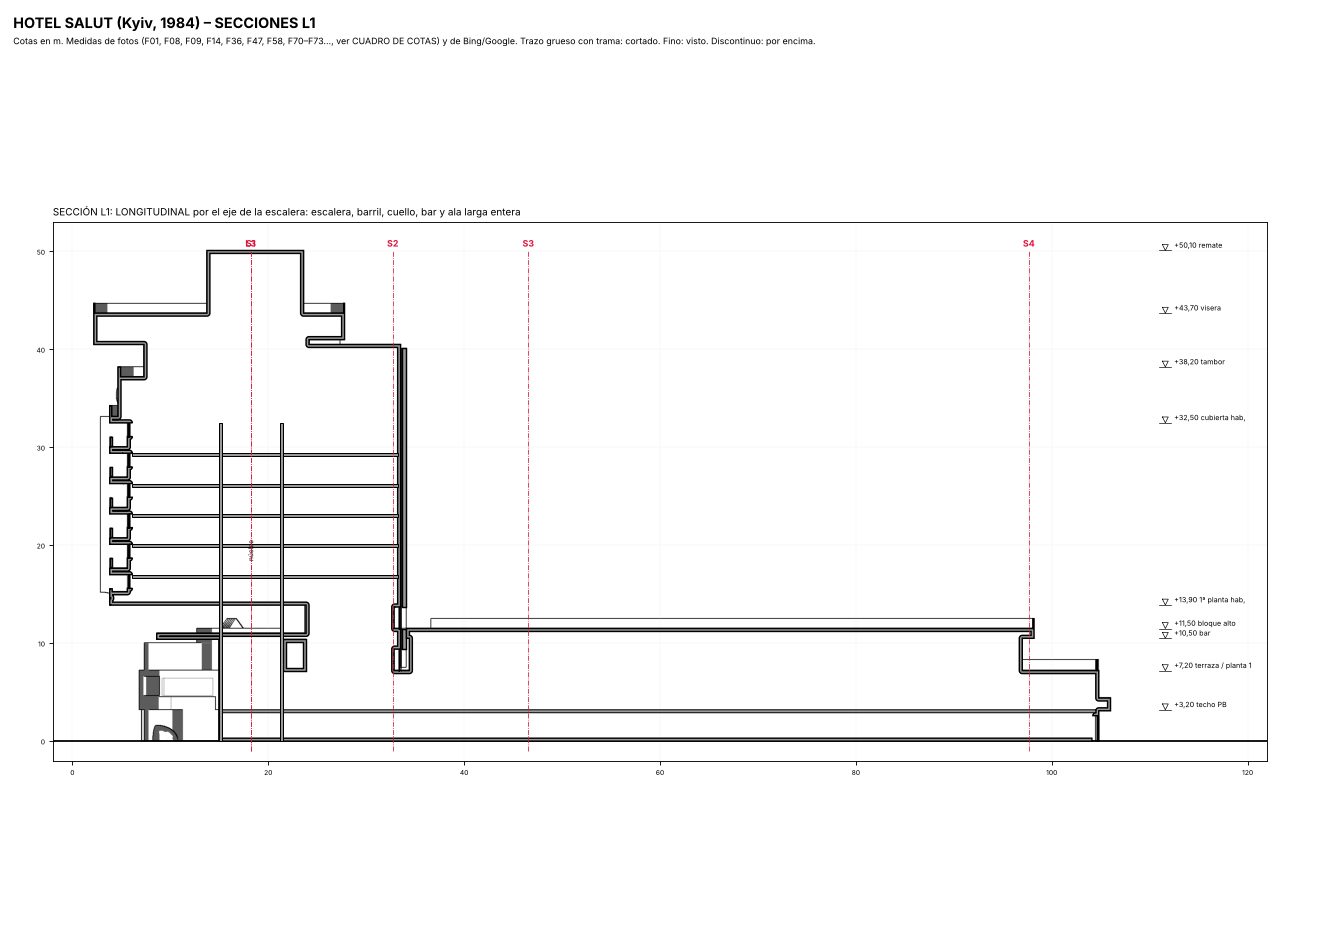 HOTEL SALUT (Kyiv, 1984) – SECCIONES L1
Cotas en m. Medidas de fotos (F01, F08, F09, F14, F36, F47, F58, F70–F73..., ver CUADRO DE COTAS) y de Bing/Google. Trazo grueso con trama: cortado. Fino: visto. Discontinuo: por encima.
SECCIÓN L1: LONGITUDINAL por el eje de la escalera: escalera, barril, cuello, bar y ala larga entera
S2
S3
S4
50
40
30
20
10
0
+50,10 remate
+43,70 visera
+38,20 tambor
+32,50 cubierta hab,
+13,90 1ª planta hab,
+11,50 bloque alto
+10,50 bar
+7,20 terraza / planta 1
+3,20 techo PB
0
20
40
60
80
100
120